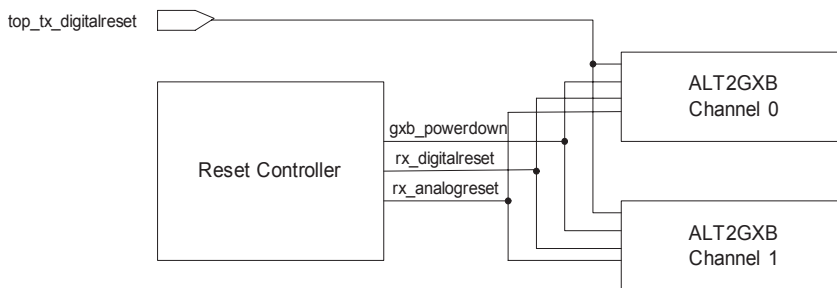 top_tx_digitalreset
ALT2GXB
Channel 0
gxb_powerdown
Reset Controller
rx_digitalreset
rx_analogreset
ALT2GXB
Channel 1